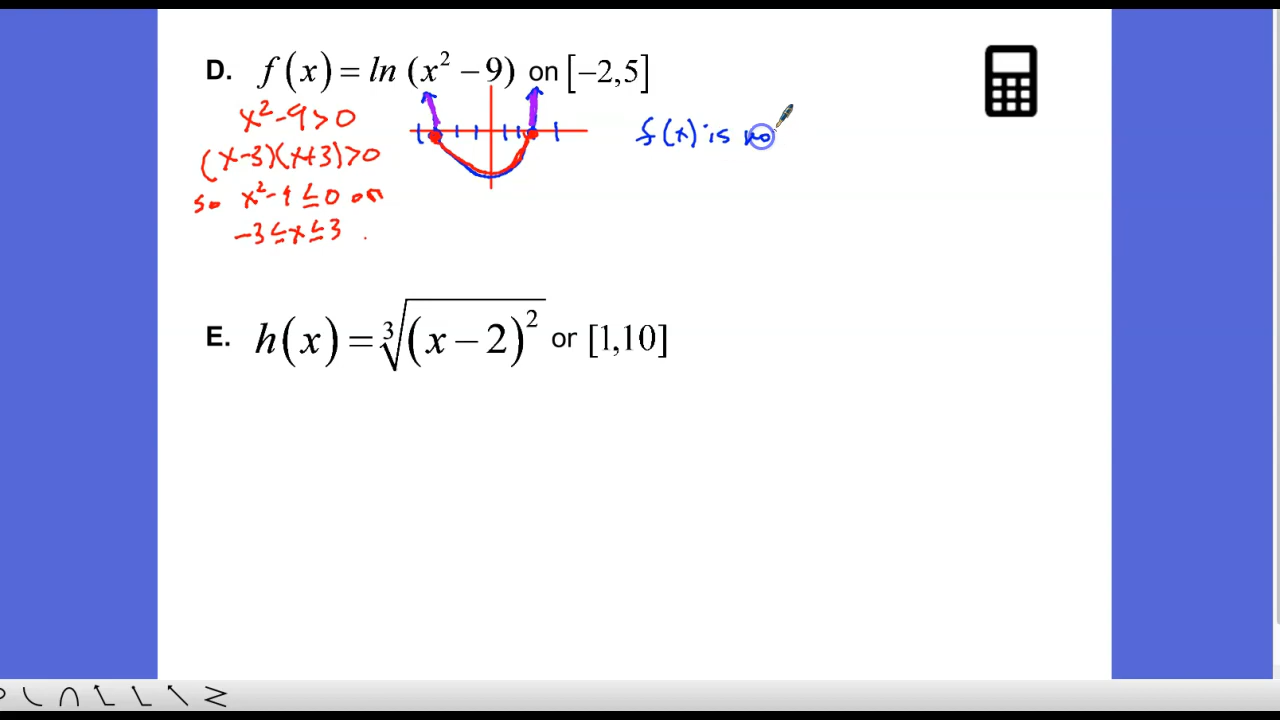 D. f(x) = ln (x² − 9) on [−2,5]
x² - 9 > 0
(x-3)(x+3) > 0
so x² - 9 ≤ 0 on
-3 ≤ x ≤ 3 .
f(x) is no
E. h(x) = ∛(x − 2)² or [1,10]